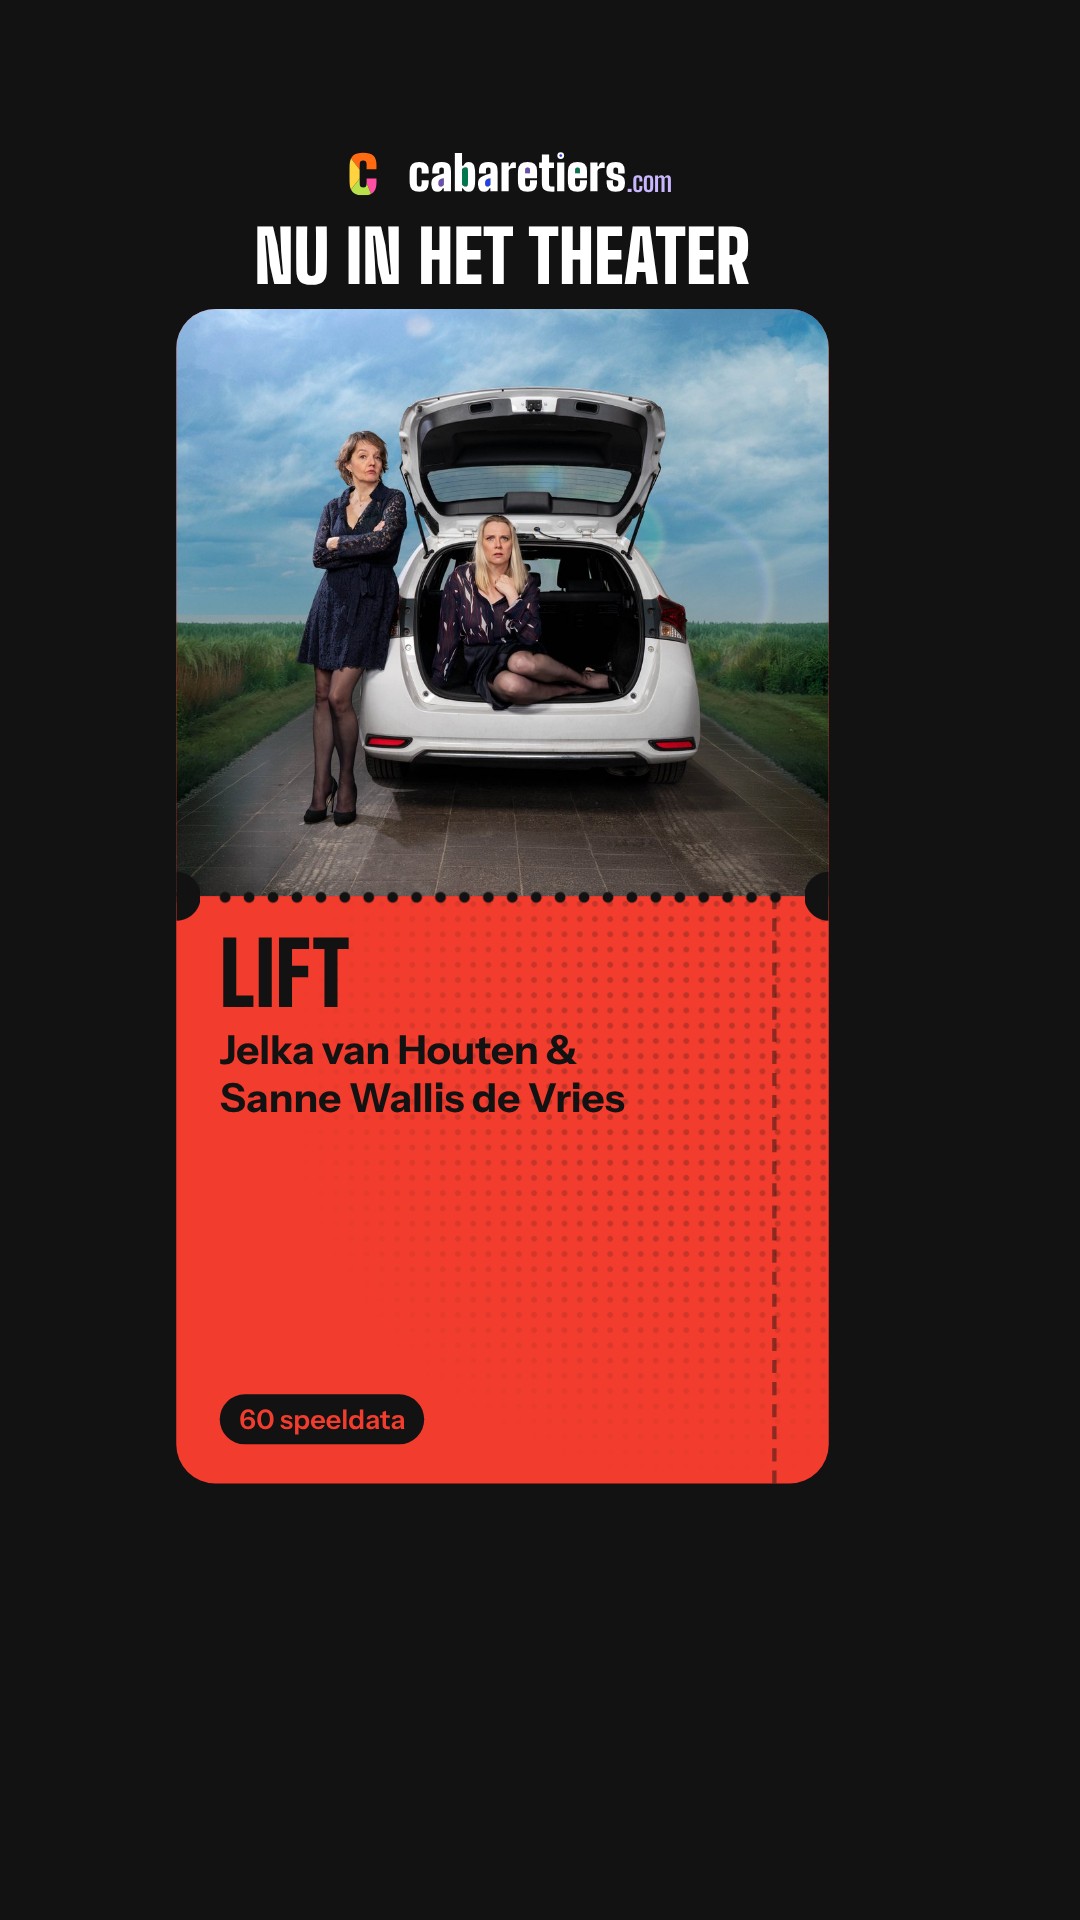 C cabaretiers.com
NU IN HET THEATER
LIFT
Jelka van Houten &
Sanne Wallis de Vries
60 speeldata